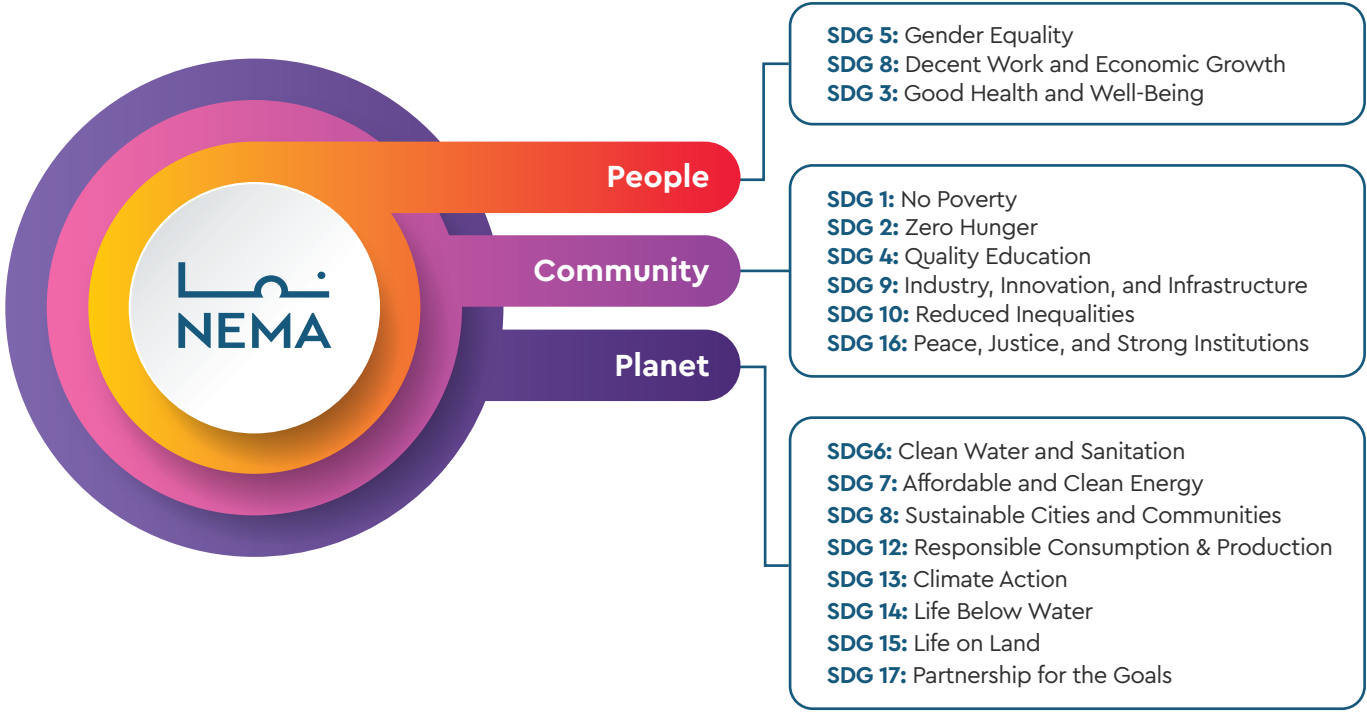 نما
NEMA
People
Community
Planet
SDG 5: Gender Equality
SDG 8: Decent Work and Economic Growth
SDG 3: Good Health and Well-Being
SDG 1: No Poverty
SDG 2: Zero Hunger
SDG 4: Quality Education
SDG 9: Industry, Innovation, and Infrastructure
SDG 10: Reduced Inequalities
SDG 16: Peace, Justice, and Strong Institutions
SDG6: Clean Water and Sanitation
SDG 7: Affordable and Clean Energy
SDG 8: Sustainable Cities and Communities
SDG 12: Responsible Consumption & Production
SDG 13: Climate Action
SDG 14: Life Below Water
SDG 15: Life on Land
SDG 17: Partnership for the Goals